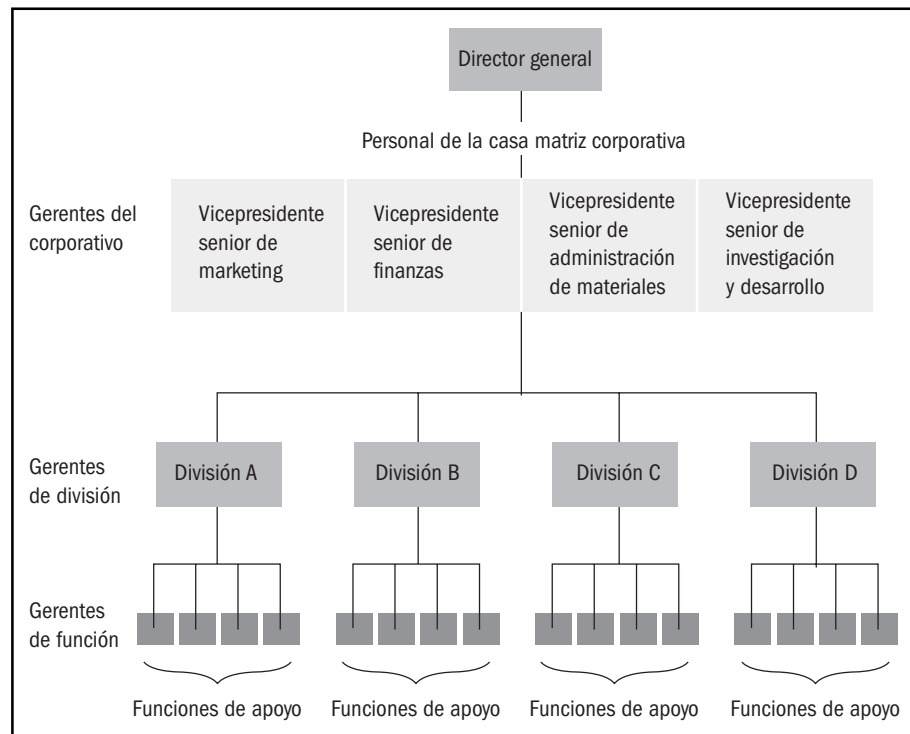 Director general
Personal de la casa matriz corporativa
Gerentes del
corporativo
Vicepresidente
senior de
marketing
Vicepresidente
senior de
finanzas
Vicepresidente
senior de
administración
de materiales
Vicepresidente
senior de
investigación
y desarrollo
Gerentes
de división
División A
División B
División C
División D
Gerentes
de función
Funciones de apoyo
Funciones de apoyo
Funciones de apoyo
Funciones de apoyo